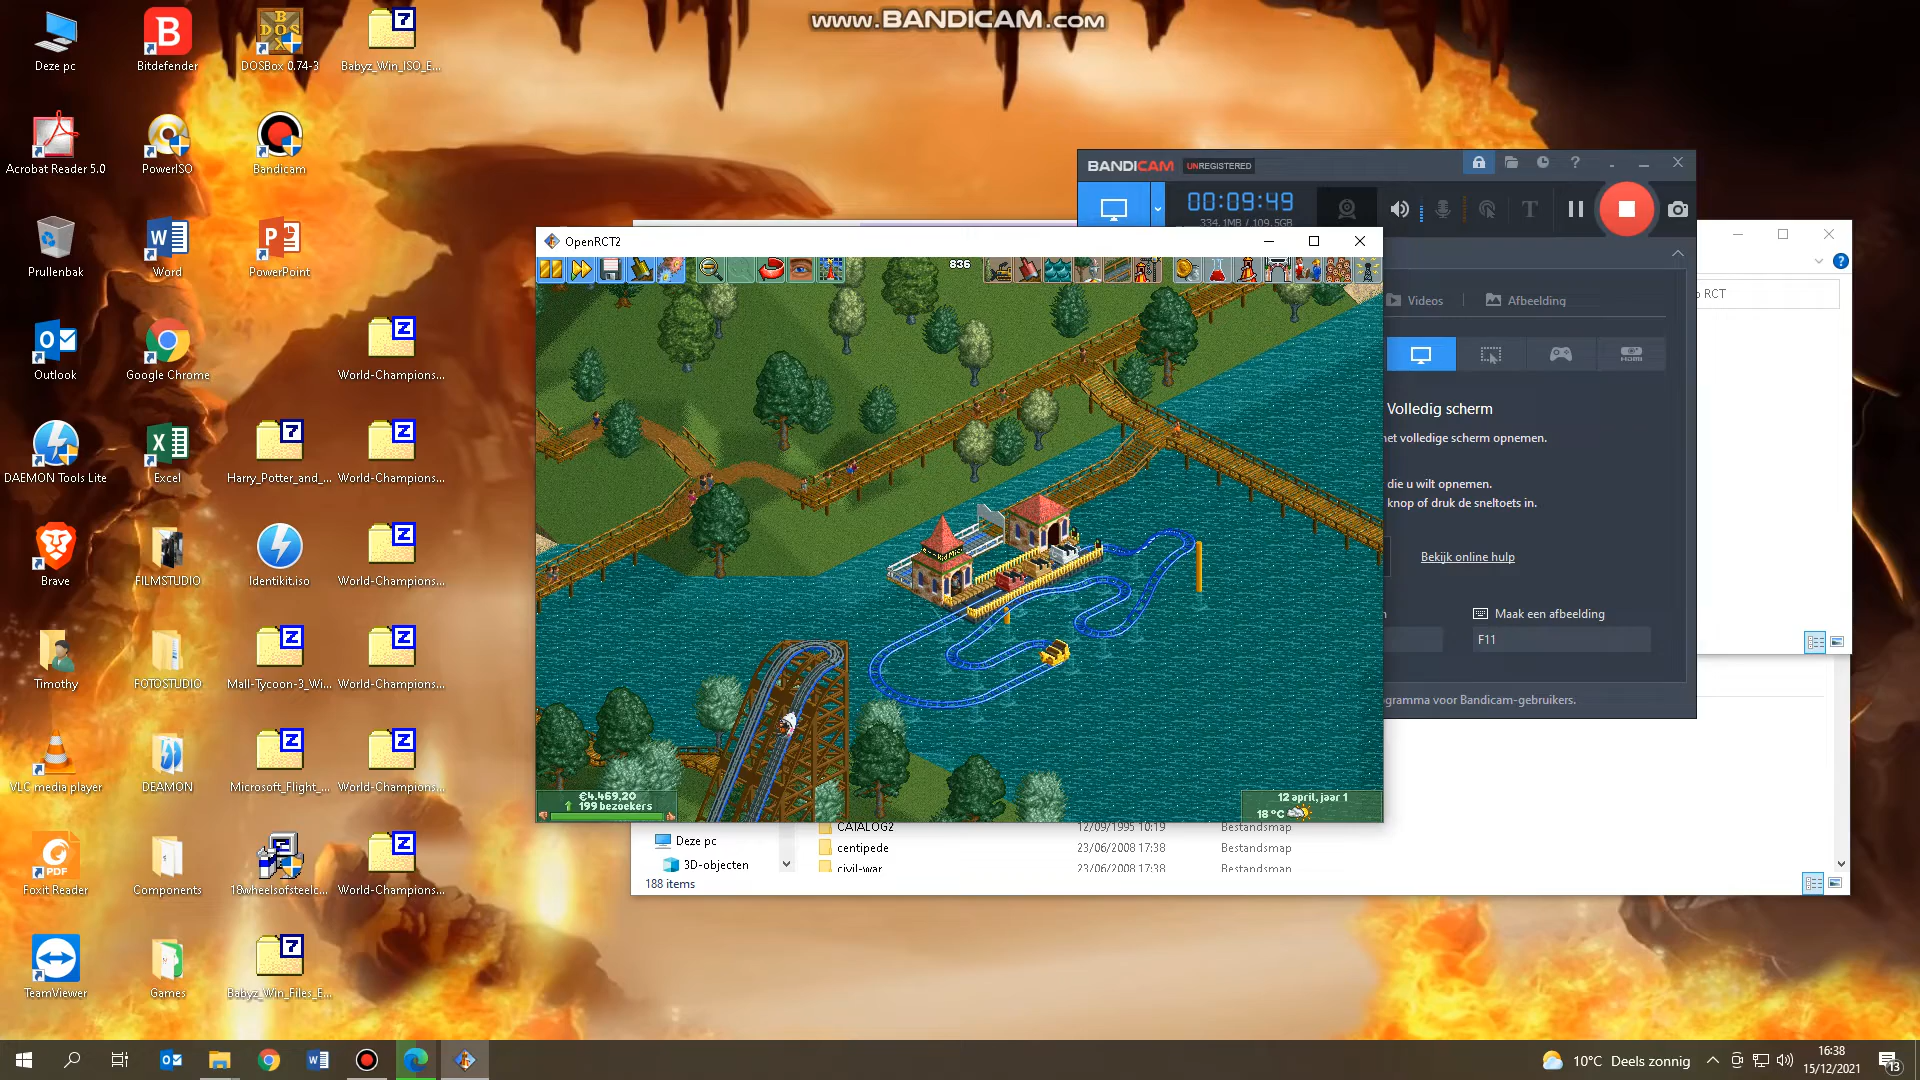 www.BANDICAM.com
Deze pc
Bitdefender
DOSBox 0.74-3
Babyz_Win_ISO_E...
Acrobat Reader 5.0
PowerISO
Bandicam
Prullenbak
Word
PowerPoint
Outlook
Google Chrome
World-Champions...
DAEMON Tools Lite
Excel
Harry_Potter_and_...
World-Champions...
Brave
FILMSTUDIO
Identikit.iso
World-Champions...
Timothy
FOTOSTUDIO
Mall-Tycoon-3_Wi...
World-Champions...
VLC media player
DEAMON
Microsoft_Flight_...
World-Champions...
Foxit Reader
Components
18wheelsofsteelc...
World-Champions...
TeamViewer
Games
Babyz_Win_Files_E...
BANDICAM UNREGISTERED
00:09:49
334,1MB / 109,5GB
OpenRCT2
836
€4.469,20
199 bezoekers
12 april, jaar 1
18°C
Videos
Afbeelding
HDMI
Volledig scherm
het volledige scherm opnemen.
die u wilt opnemen.
knop of druk de sneltoets in.
Bekijk online hulp
Maak een afbeelding
F11
gramma voor Bandicam-gebruikers.
RCT
Deze pc
3D-objecten
CATALOG2 12/09/1995 10:19 Bestandsmap
centipede 23/06/2008 17:38 Bestandsmap
civil-war 23/06/2008 17:38 Bestandsmap
188 items
10°C Deels zonnig
16:38
15/12/2021
13